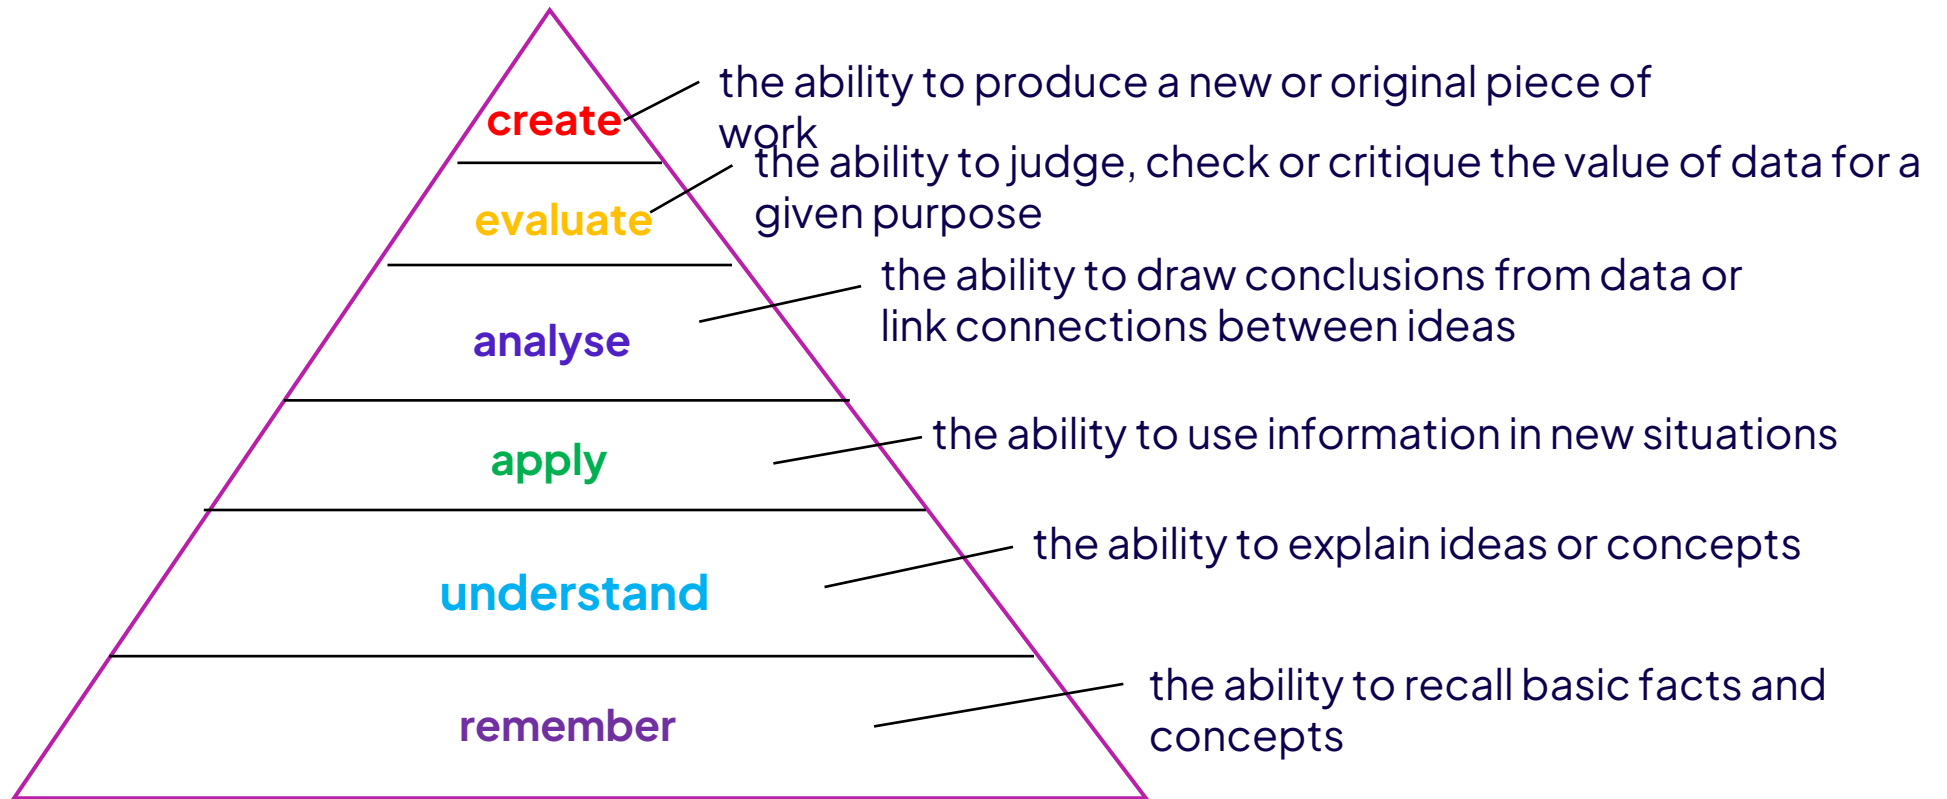 create
the ability to produce a new or original piece of
work
evaluate
the ability to judge, check or critique the value of data for a
given purpose
analyse
the ability to draw conclusions from data or
link connections between ideas
apply
the ability to use information in new situations
understand
the ability to explain ideas or concepts
remember
the ability to recall basic facts and
concepts